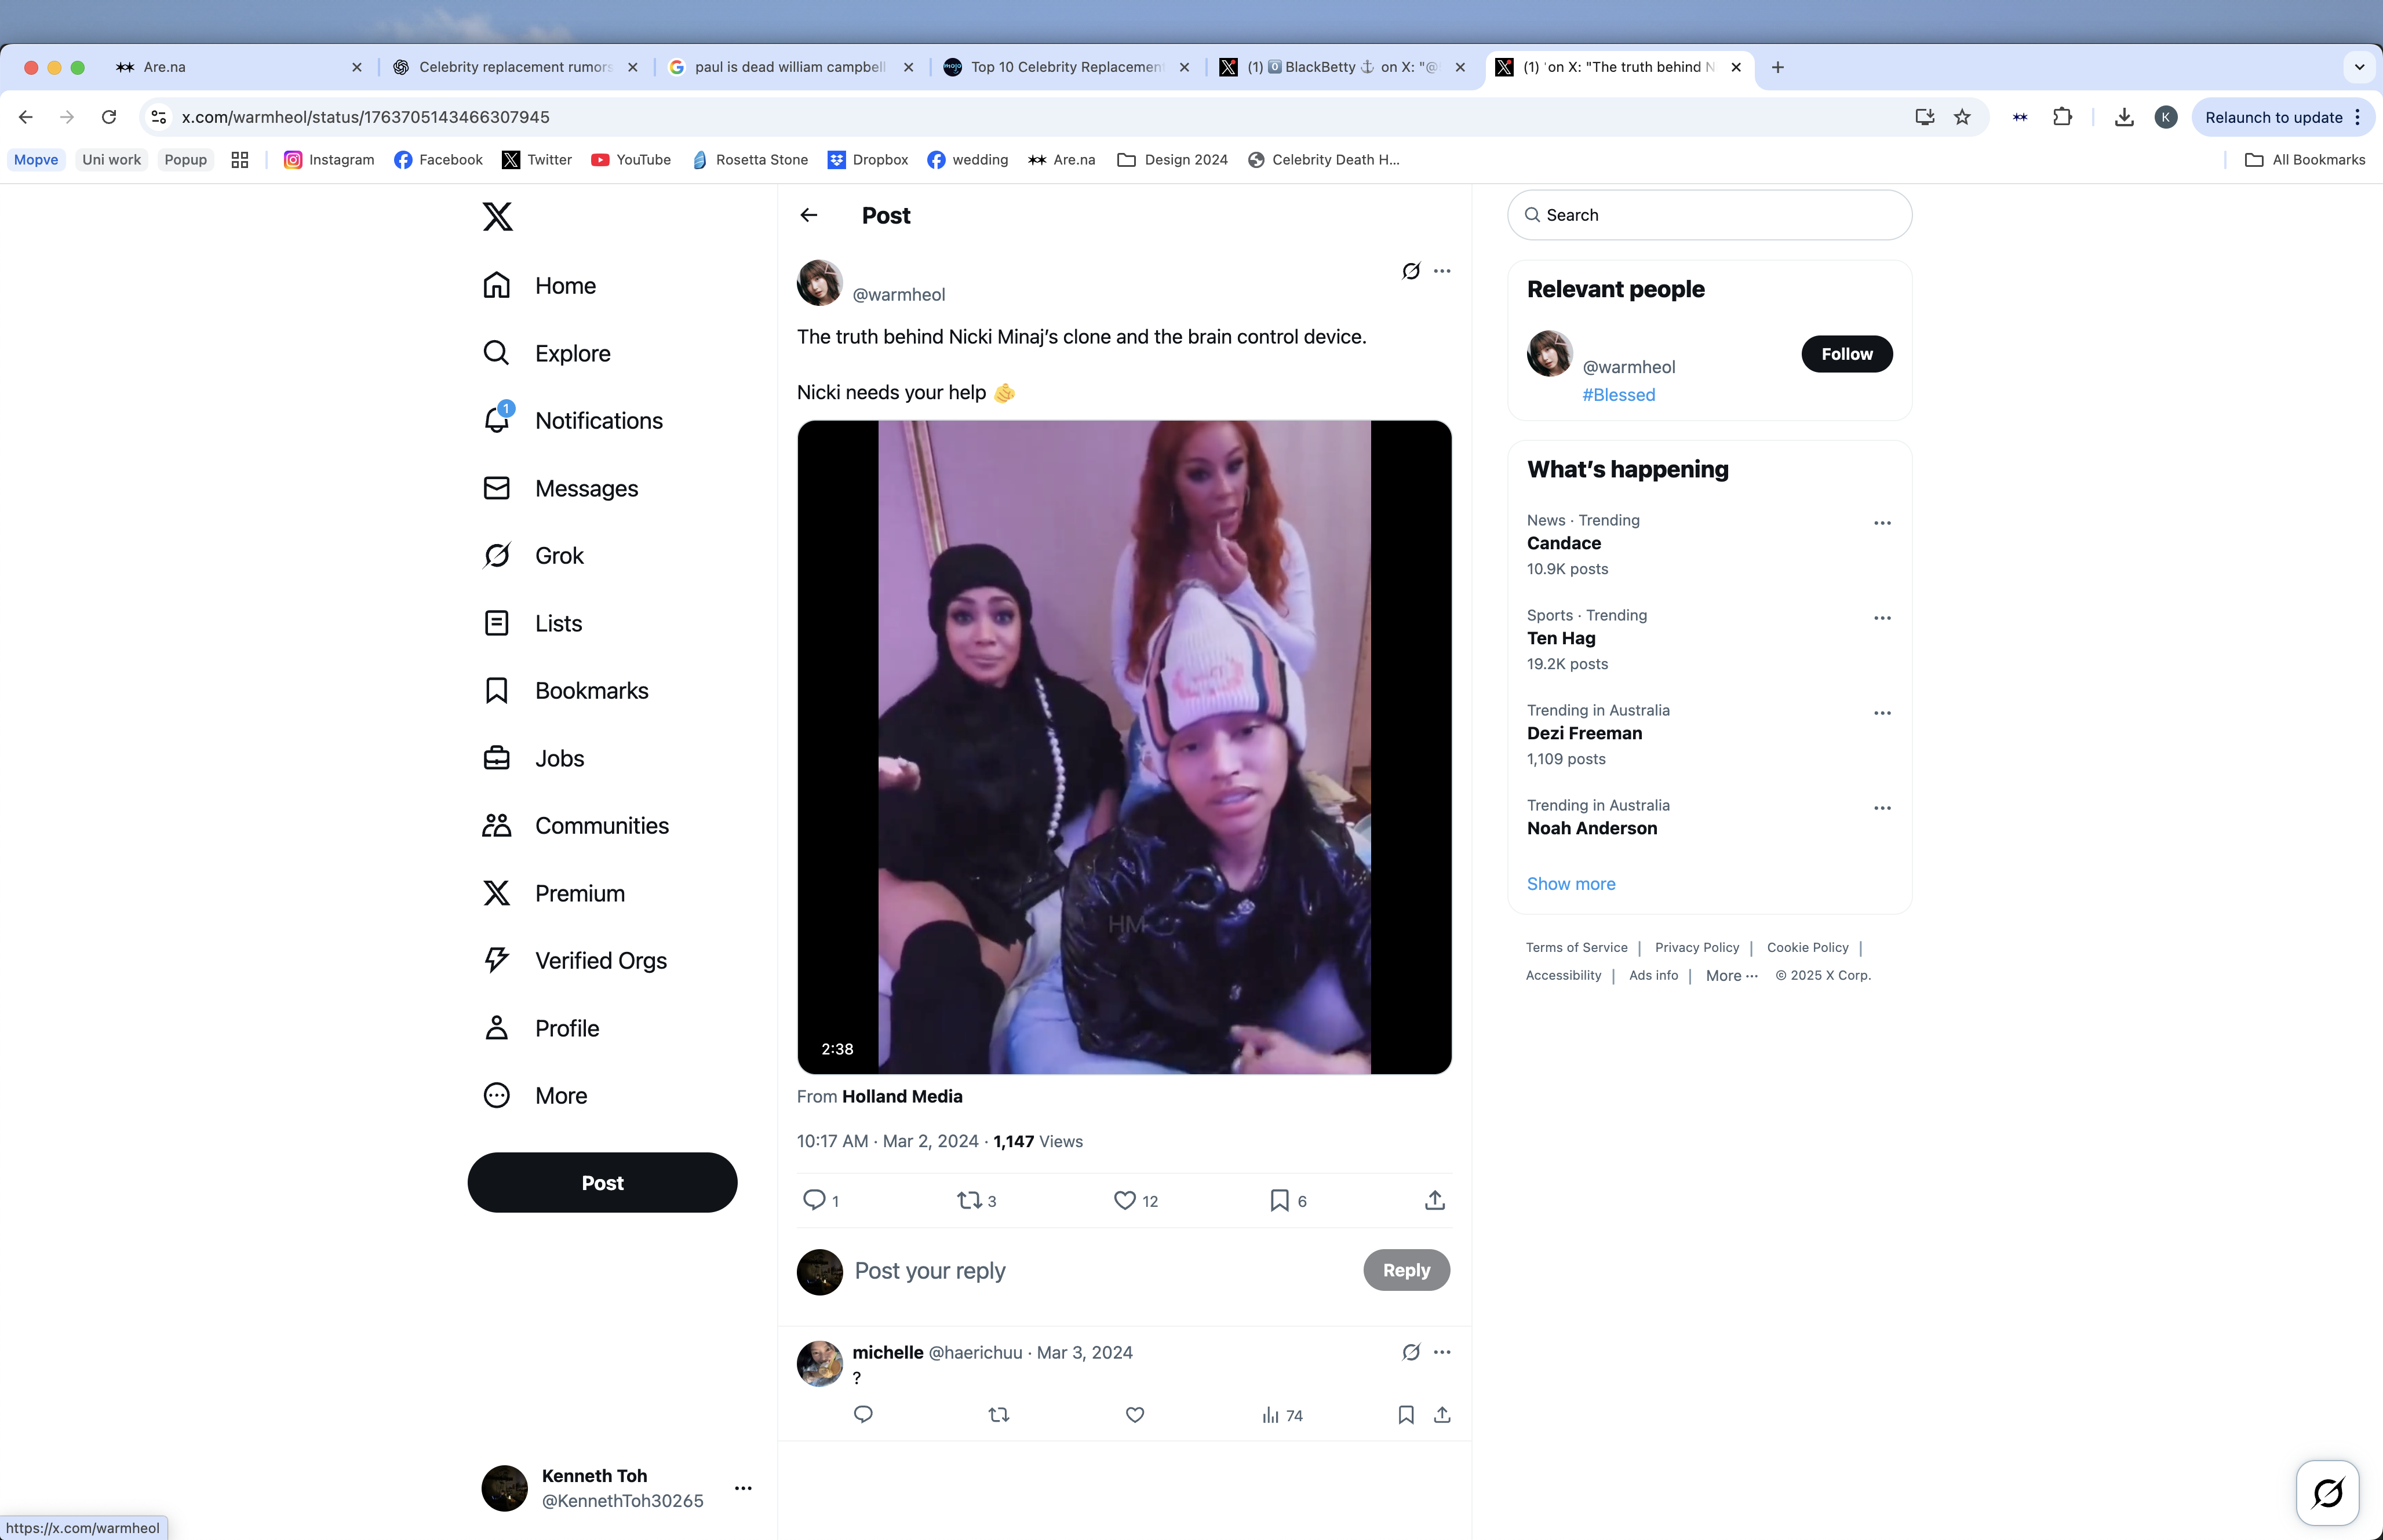 Are.na
Celebrity replacement rumors
paul is dead william campbell
Top 10 Celebrity Replacement
(1) 0 BlackBetty ⚓ on X: "@
(1) ' on X: "The truth behind N
x.com/warmheol/status/1763705143466307945
K
Relaunch to update
Mopve
Uni work
Popup
Instagram
Facebook
Twitter
YouTube
Rosetta Stone
Dropbox
wedding
Are.na
Design 2024
Celebrity Death H...
All Bookmarks
Home
Explore
1
Notifications
Messages
Grok
Lists
Bookmarks
Jobs
Communities
Premium
Verified Orgs
Profile
More
Post
Kenneth Toh
@KennethToh30265
https://x.com/warmheol
Post
@warmheol
The truth behind Nicki Minaj’s clone and the brain control device.
Nicki needs your help 🫵
HM
2:38
From Holland Media
10:17 AM · Mar 2, 2024 · 1,147 Views
1
3
12
6
Post your reply
Reply
michelle @haerichuu · Mar 3, 2024
?
74
Search
Relevant people
@warmheol
Follow
#Blessed
What’s happening
News · Trending
Candace
10.9K posts
Sports · Trending
Ten Hag
19.2K posts
Trending in Australia
Dezi Freeman
1,109 posts
Trending in Australia
Noah Anderson
Show more
Terms of Service | Privacy Policy | Cookie Policy |
Accessibility | Ads info | More ··· © 2025 X Corp.